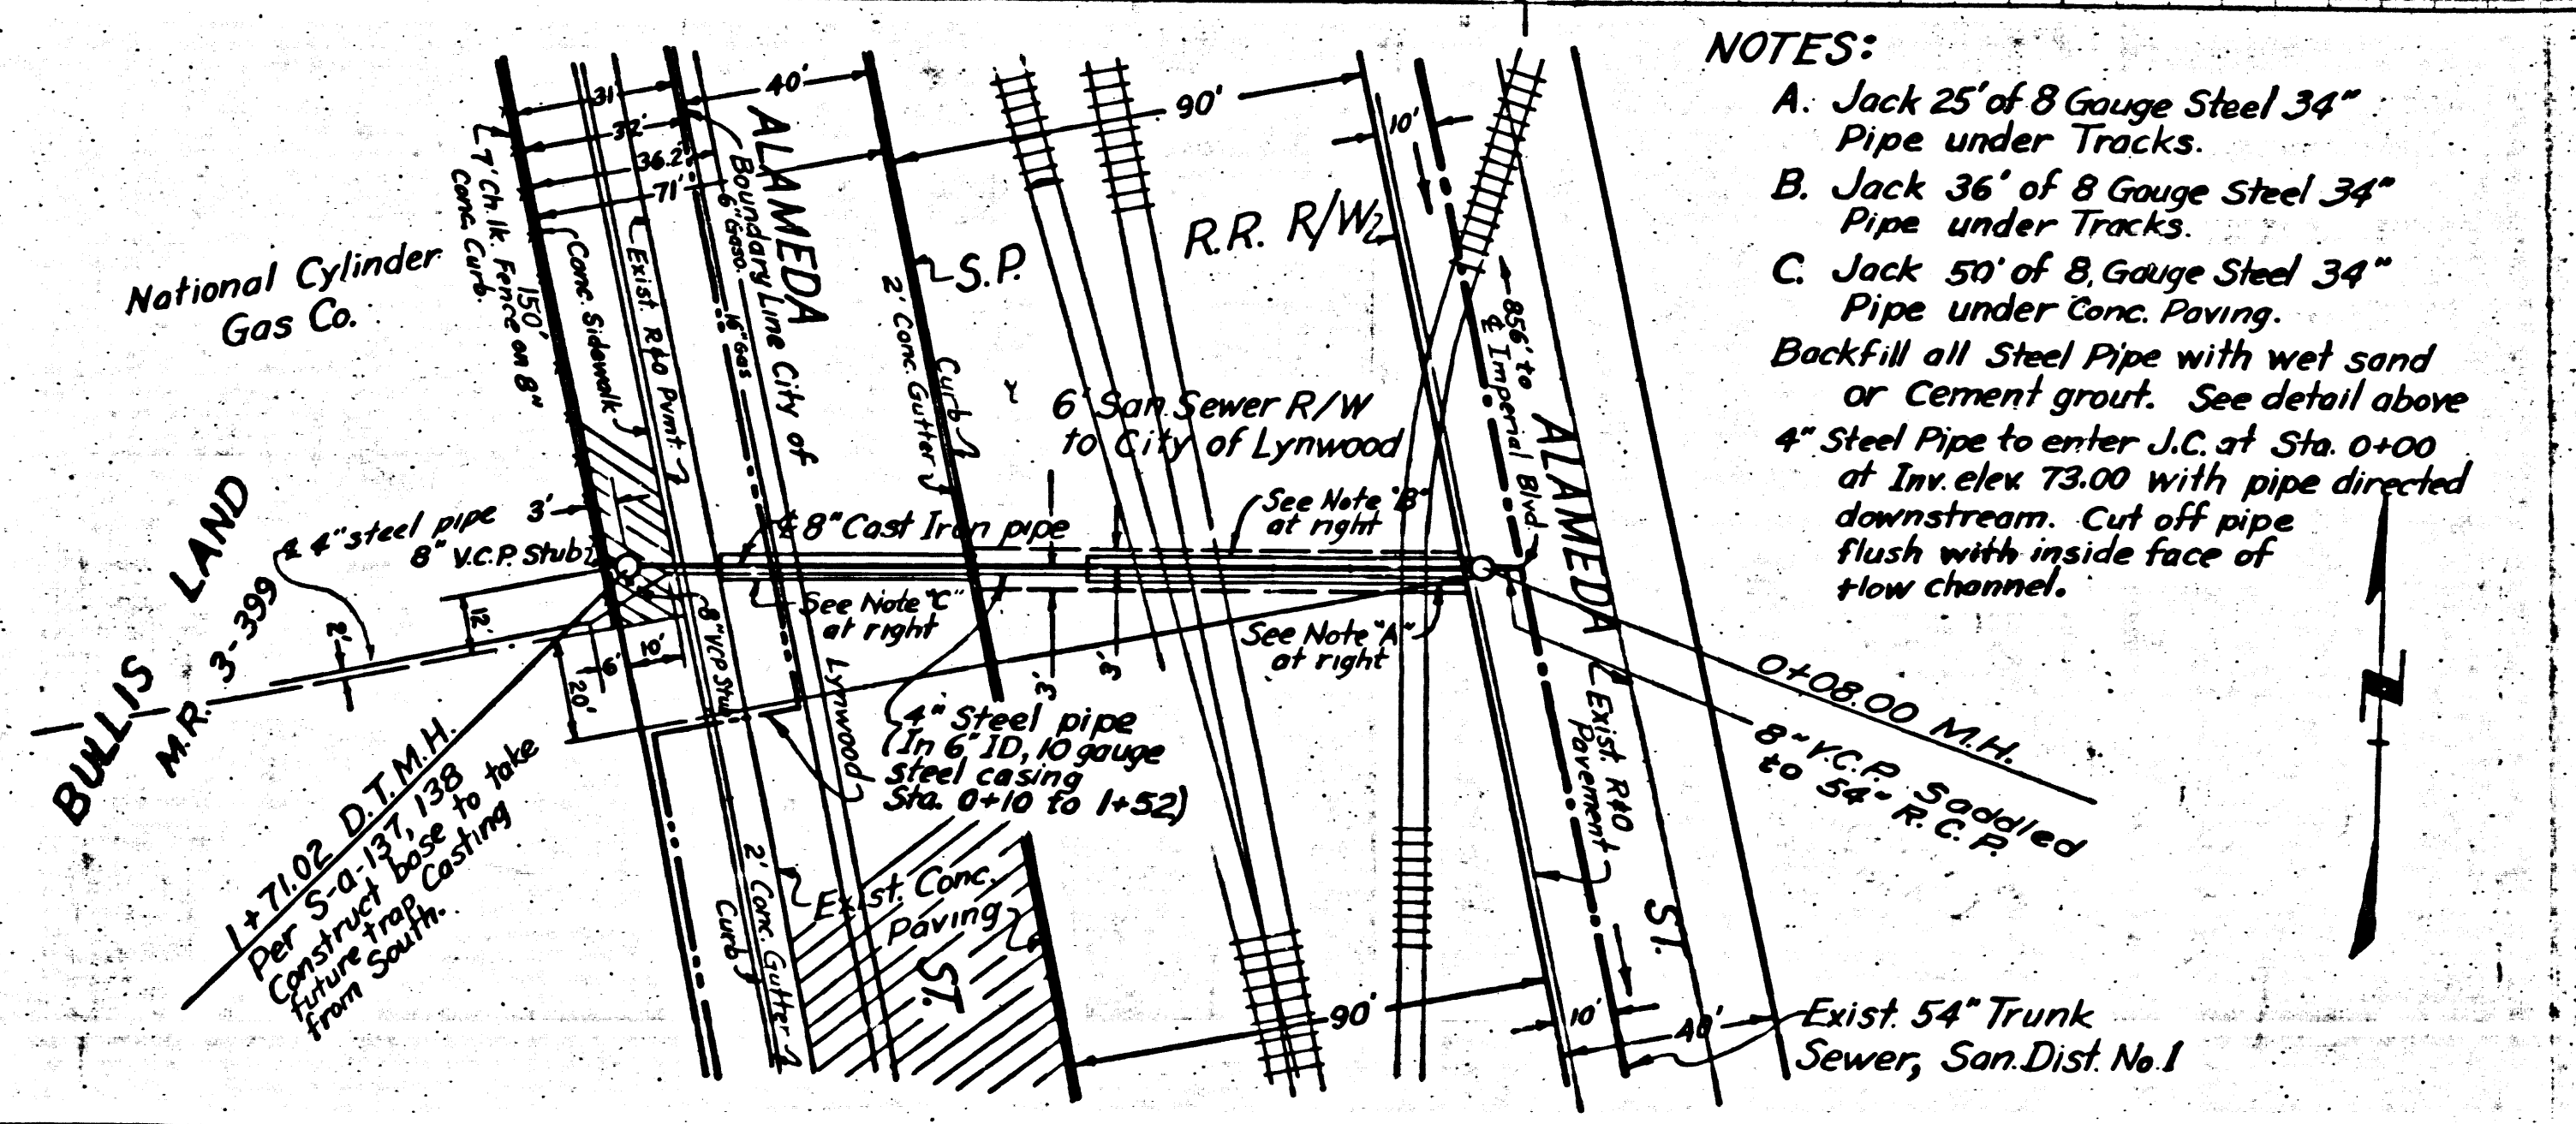 NOTES:
A. Jack 25' of 8 Gauge Steel 34"
Pipe under Tracks.
B. Jack 36' of 8 Gauge Steel 34"
Pipe under Tracks.
C. Jack 50' of 8 Gauge Steel 34"
Pipe under Conc. Paving.
Backfill all Steel Pipe with wet sand
or Cement grout. See detail above
4" Steel Pipe to enter J.C. at Sta. 0+00
at Inv. elev. 73.00 with pipe directed
downstream. Cut off pipe
flush with inside face of
flow channel.
31'
32'
36.2'
71'
40'
90'
10'
7' Ch. lk. Fence on 8"
Conc. Curb.
150'
National Cylinder
Gas Co.
Conc. Sidewalk
Exist. R&O Pvmt.
6" Gaso.
16" Gas
Boundary Line City of
Lynwood
ALAMEDA
ST.
2' Conc. Gutter
Curb
S.P.
R.R. R/W
6' San. Sewer R/W
to City of Lynwood
856' to
℄ Imperial Blvd.
ALAMEDA
ST.
BULLIS LAND
M.R. 3-399
℄ 4" steel pipe
3'
8" V.C.P. Stub
℄ 8" Cast Iron pipe
See Note "B"
at right
See Note "C"
at right
See Note "A"
at right
2'
12'
20'
6'
10'
8" VCP Stub
3'
3'
4" Steel pipe
(In 6" ID, 10 gauge
steel casing
Sta. 0+10 to 1+52)
1+71.02 D.T.M.H.
Per S-a-137, 138
Construct base to take
future trap Casting
from South.
Curb
2' Conc. Gutter
Exist. Conc.
Paving
Exist. R&O
Pavement
0+08.00 M.H.
8" V.C.P. Saddled
to 54" R.C.P.
90'
10'
40'
Exist. 54" Trunk
Sewer, San. Dist. No. 1